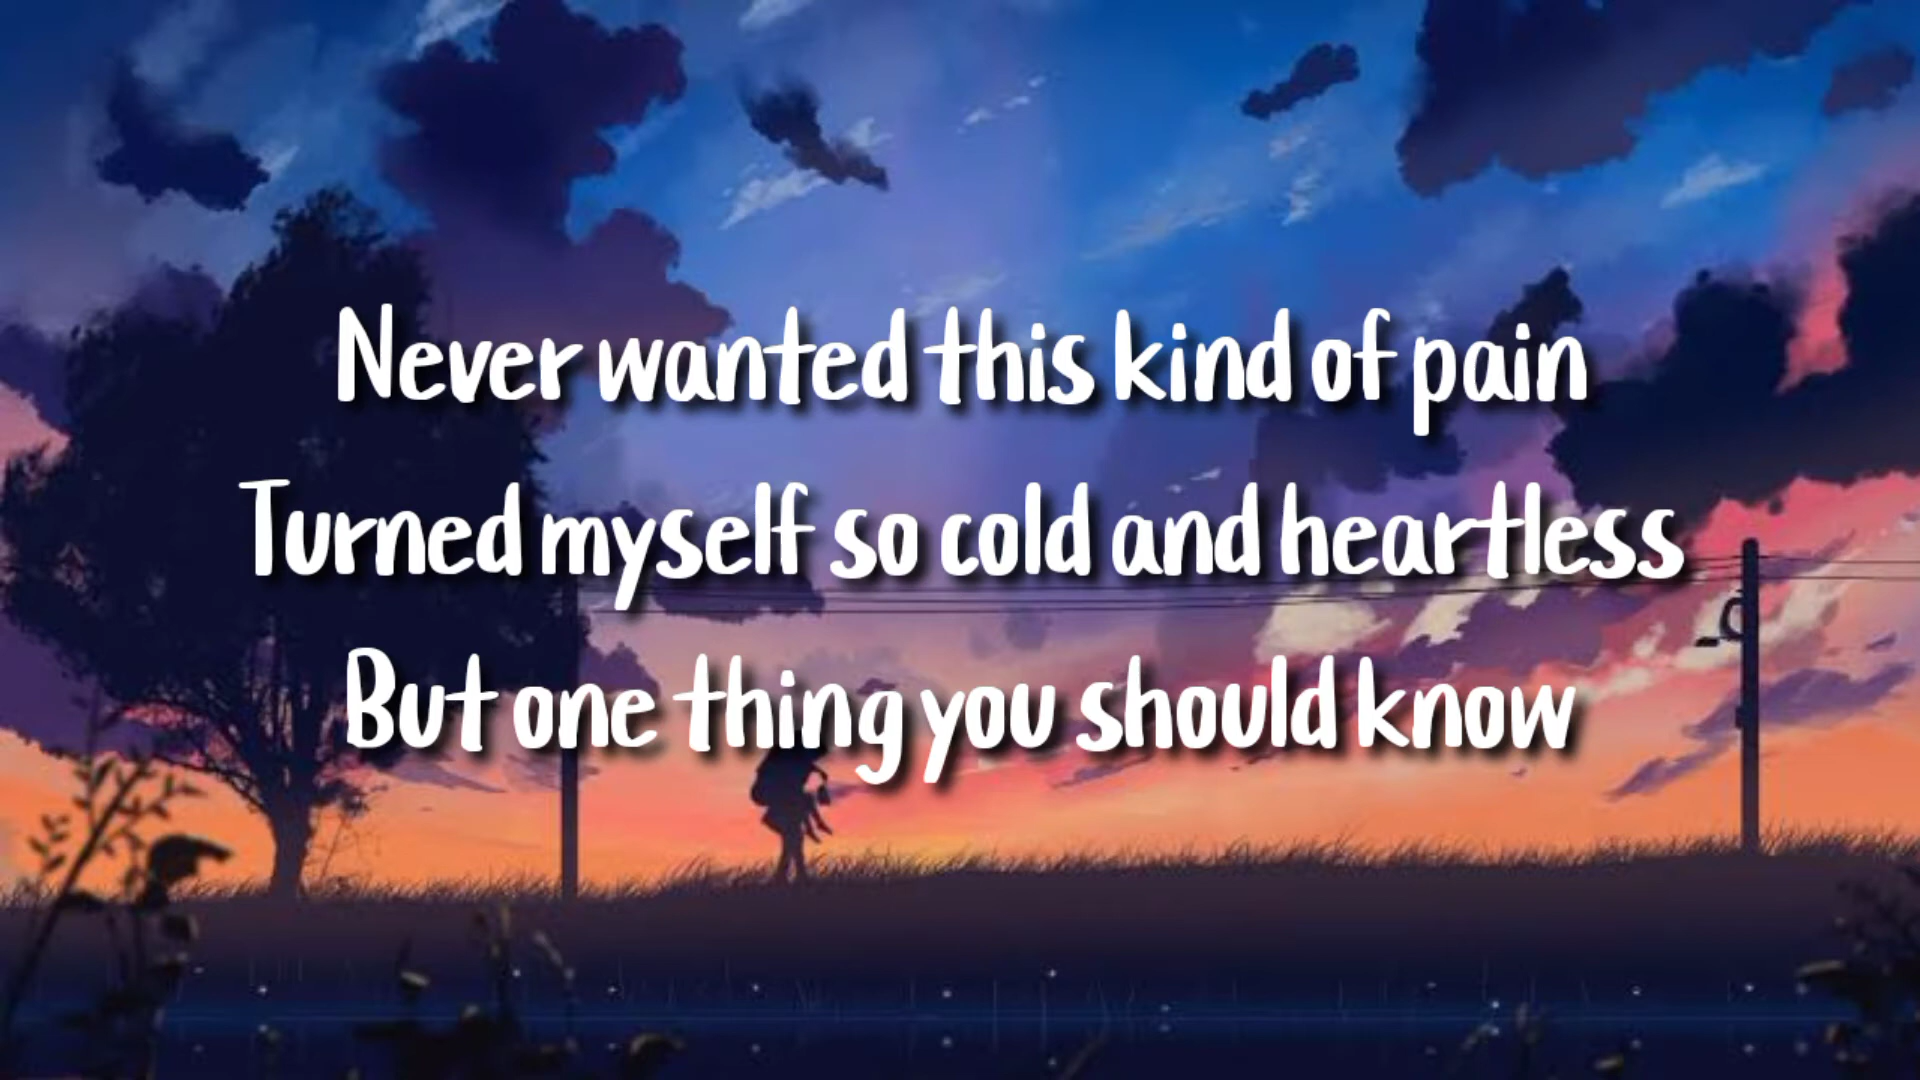 Never wanted this kind of pain
Turned myself so cold and heartless
But one thing you should know